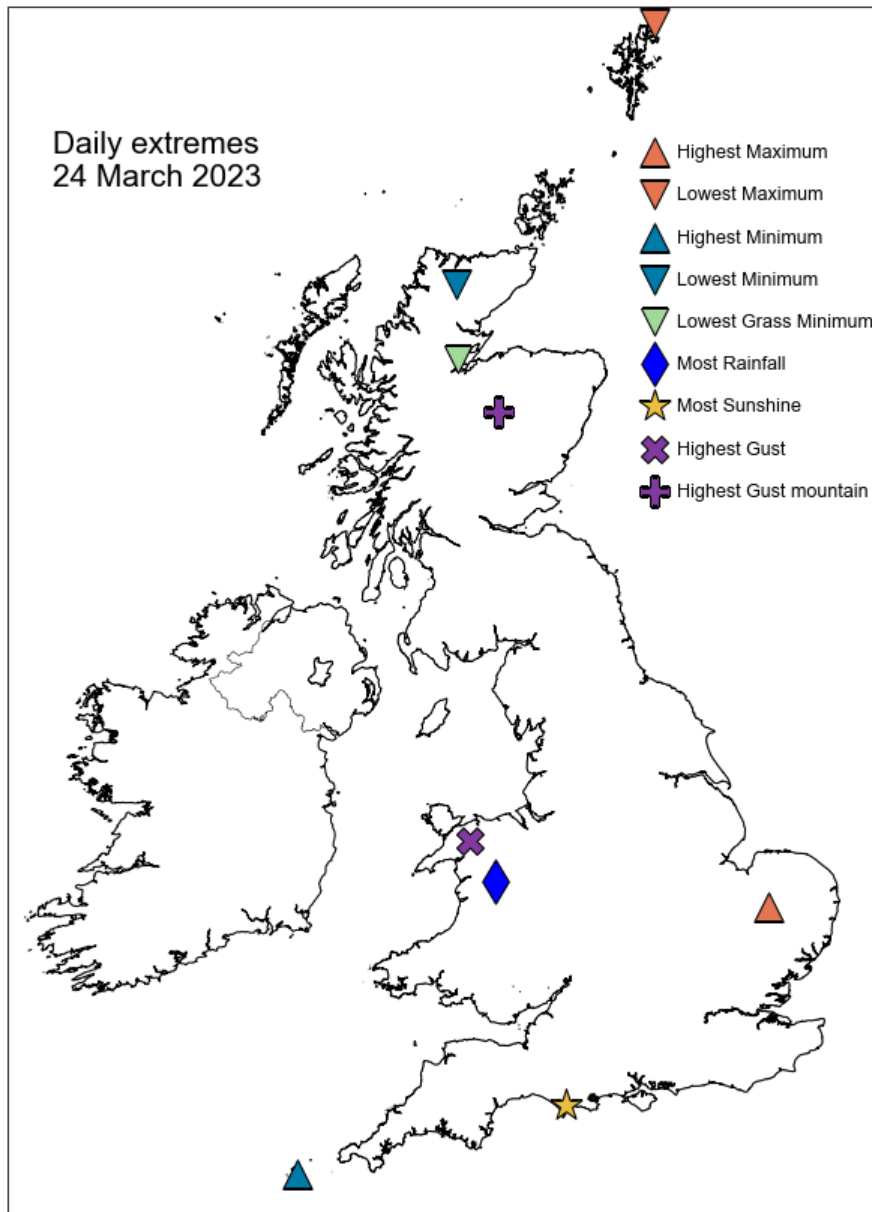 Daily extremes
24 March 2023
Highest Maximum
Lowest Maximum
Highest Minimum
Lowest Minimum
Lowest Grass Minimum
Most Rainfall
Most Sunshine
Highest Gust
Highest Gust mountain